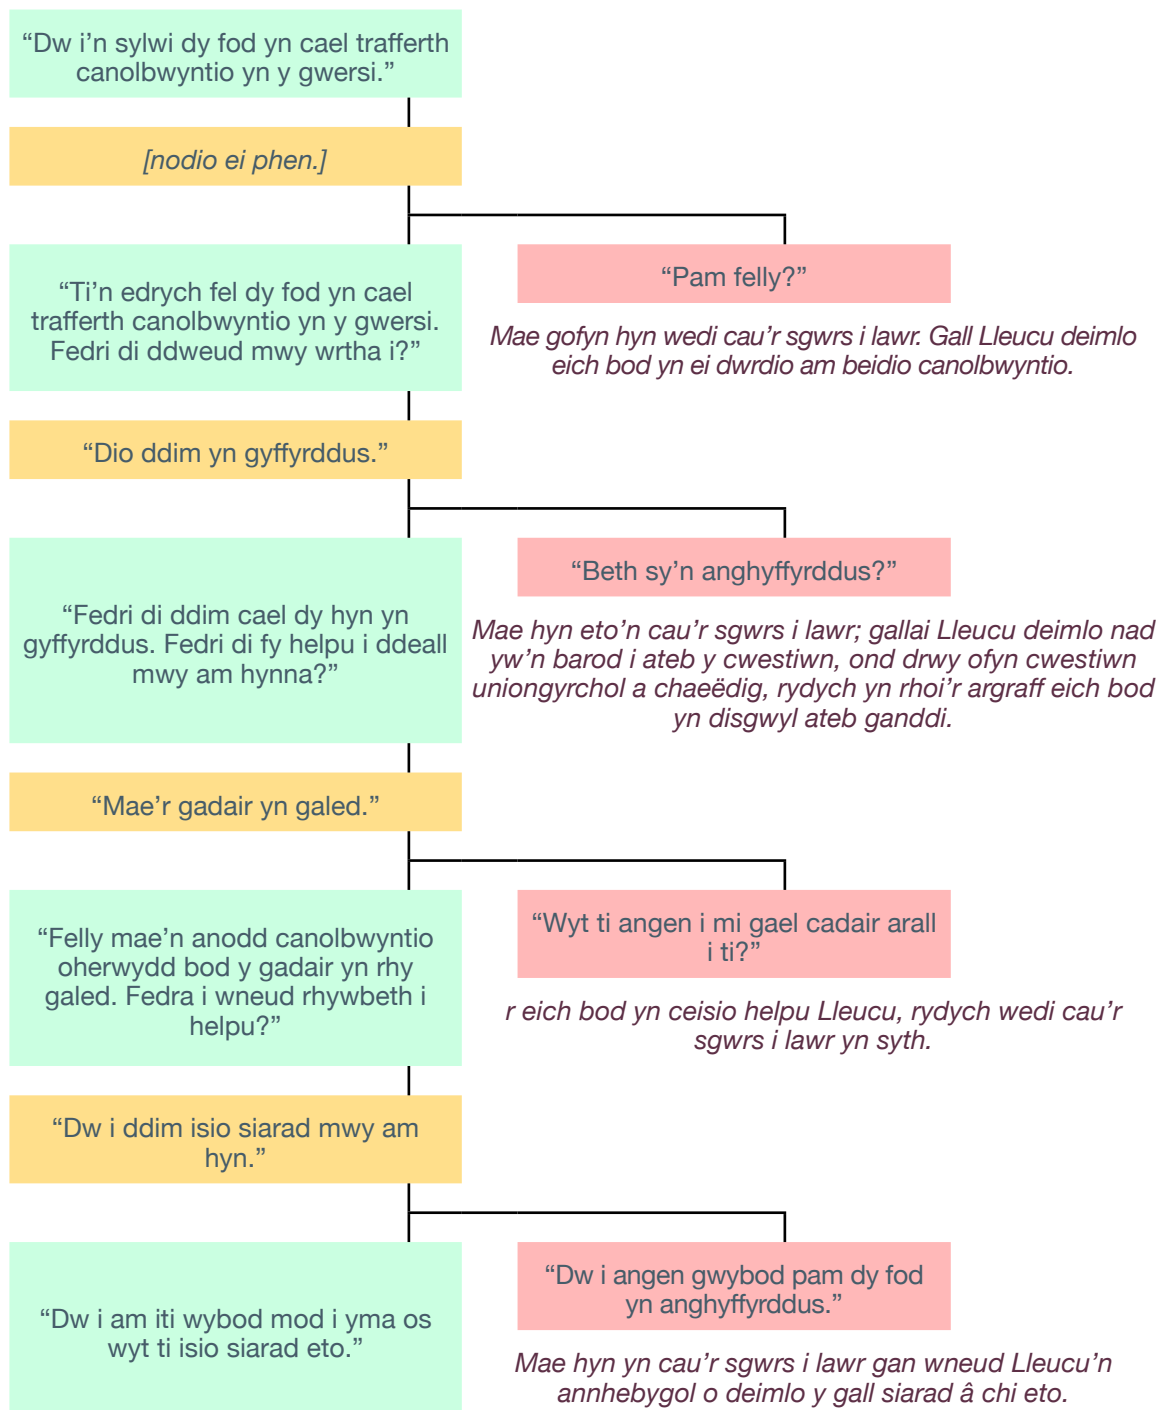 “Dw i’n sylwi dy fod yn cael trafferth
canolbwyntio yn y gwersi.”
[nodio ei phen.]
“Ti’n edrych fel dy fod yn cael
trafferth canolbwyntio yn y gwersi.
Fedri di ddweud mwy wrtha i?”
“Pam felly?”
Mae gofyn hyn wedi cau’r sgwrs i lawr. Gall Lleucu deimlo
eich bod yn ei dwrdio am beidio canolbwyntio.
“Dio ddim yn gyffyrddus.”
“Fedri di ddim cael dy hyn yn
gyffyrddus. Fedri di fy helpu i ddeall
mwy am hynna?”
“Beth sy’n anghyffyrddus?”
Mae hyn eto’n cau’r sgwrs i lawr; gallai Lleucu deimlo nad
yw’n barod i ateb y cwestiwn, ond drwy ofyn cwestiwn
uniongyrchol a chaeëdig, rydych yn rhoi’r argraff eich bod
yn disgwyl ateb ganddi.
“Mae’r gadair yn galed.”
“Felly mae’n anodd canolbwyntio
oherwydd bod y gadair yn rhy
galed. Fedra i wneud rhywbeth i
helpu?”
“Wyt ti angen i mi gael cadair arall
i ti?”
r eich bod yn ceisio helpu Lleucu, rydych wedi cau’r
sgwrs i lawr yn syth.
“Dw i ddim isio siarad mwy am
hyn.”
“Dw i am iti wybod mod i yma os
wyt ti isio siarad eto.”
“Dw i angen gwybod pam dy fod
yn anghyffyrddus.”
Mae hyn yn cau’r sgwrs i lawr gan wneud Lleucu’n
annhebygol o deimlo y gall siarad â chi eto.